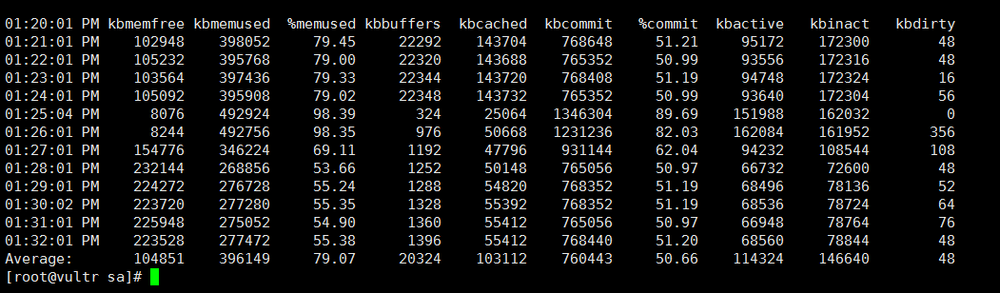 01:20:01 PM kbmemfree kbmemused %memused kbbuffers kbcached kbcommit %commit kbactive kbinact kbdirty
01:21:01 PM 102948 398052 79.45 22292 143704 768648 51.21 95172 172300 48
01:22:01 PM 105232 395768 79.00 22320 143688 765352 50.99 93556 172316 48
01:23:01 PM 103564 397436 79.33 22344 143720 768408 51.19 94748 172324 16
01:24:01 PM 105092 395908 79.02 22348 143732 765352 50.99 93640 172304 56
01:25:04 PM 8076 492924 98.39 324 25064 1346304 89.69 151988 162032 0
01:26:01 PM 8244 492756 98.35 976 50668 1231236 82.03 162084 161952 356
01:27:01 PM 154776 346224 69.11 1192 47796 931144 62.04 94232 108544 108
01:28:01 PM 232144 268856 53.66 1252 50148 765056 50.97 66732 72600 48
01:29:01 PM 224272 276728 55.24 1288 54820 768352 51.19 68496 78136 52
01:30:02 PM 223720 277280 55.35 1328 55392 768352 51.19 68536 78724 64
01:31:01 PM 225948 275052 54.90 1360 55412 765056 50.97 66948 78764 76
01:32:01 PM 223528 277472 55.38 1396 55412 768440 51.20 68560 78844 48
Average: 104851 396149 79.07 20324 103112 760443 50.66 114324 146640 48
[root@vultr sa]#